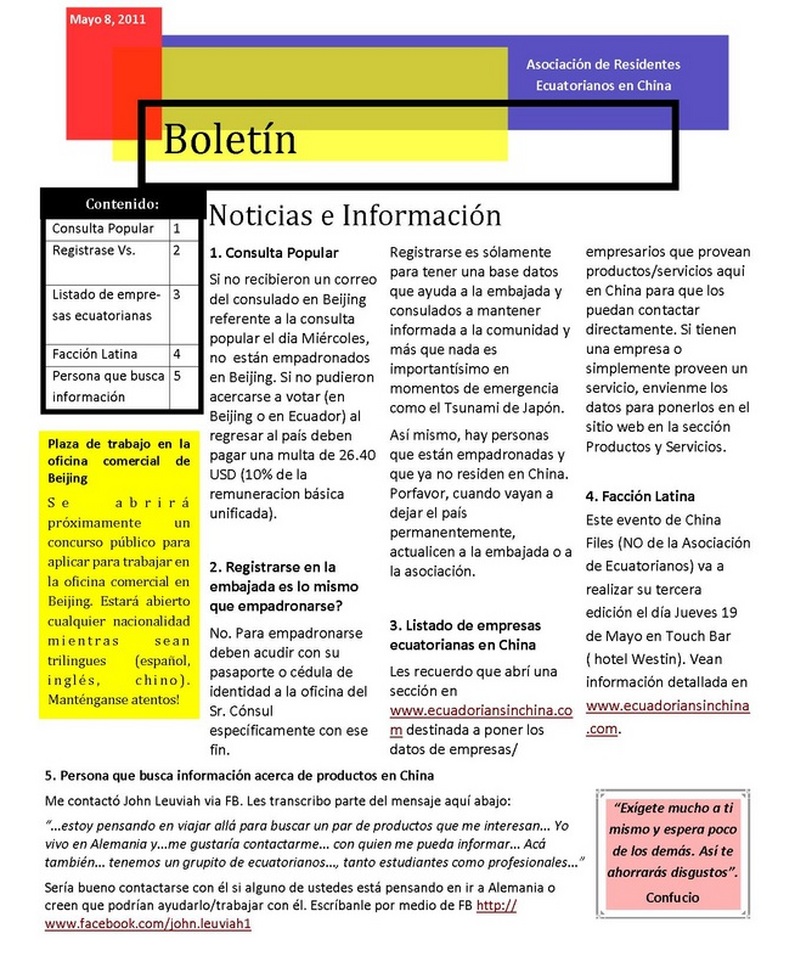 Mayo 8, 2011
Asociación de Residentes
Ecuatorianos en China
Boletín
Contenido:
Consulta Popular 1
Registrase Vs. 2
Listado de empre-
sas ecuatorianas 3
Facción Latina 4
Persona que busca
información 5
Plaza de trabajo en la
oficina comercial de
Beijing
Se abrirá
próximamente un
concurso público para
aplicar para trabajar en
la oficina comercial en
Beijing. Estará abierto
cualquier nacionalidad
mientras sean
trilingues (español,
inglés, chino).
Manténganse atentos!
Noticias e Información
1. Consulta Popular
Si no recibieron un correo
del consulado en Beijing
referente a la consulta
popular el dia Miércoles,
no están empadronados
en Beijing. Si no pudieron
acercarse a votar (en
Beijing o en Ecuador) al
regresar al país deben
pagar una multa de 26.40
USD (10% de la
remuneracion básica
unificada).
2. Registrarse en la
embajada es lo mismo
que empadronarse?
No. Para empadronarse
deben acudir con su
pasaporte o cédula de
identidad a la oficina del
Sr. Cónsul
específicamente con ese
fin.
Registrarse es sólamente
para tener una base datos
que ayuda a la embajada y
consulados a mantener
informada a la comunidad y
más que nada es
importantísimo en
momentos de emergencia
como el Tsunami de Japón.
Así mismo, hay personas
que están empadronadas y
que ya no residen en China.
Porfavor, cuando vayan a
dejar el país
permanentemente,
actualicen a la embajada o a
la asociación.
3. Listado de empresas
ecuatorianas en China
Les recuerdo que abrí una
sección en
www.ecuadoriansinchina.co
m destinada a poner los
datos de empresas/
empresarios que provean
productos/servicios aqui
en China para que los
puedan contactar
directamente. Si tienen
una empresa o
simplemente proveen un
servicio, envienme los
datos para ponerlos en el
sitio web en la sección
Productos y Servicios.
4. Facción Latina
Este evento de China
Files (NO de la Asociación
de Ecuatorianos) va a
realizar su tercera
edición el día Jueves 19
de Mayo en Touch Bar
( hotel Westin). Vean
información detallada en
www.ecuadoriansinchina
.com.
5. Persona que busca información acerca de productos en China
Me contactó John Leuviah via FB. Les transcribo parte del mensaje aquí abajo:
“...estoy pensando en viajar allá para buscar un par de productos que me interesan... Yo
vivo en Alemania y...me gustaría contactarme... con quien me pueda informar... Acá
también... tenemos un grupito de ecuatorianos..., tanto estudiantes como profesionales...”
Sería bueno contactarse con él si alguno de ustedes está pensando en ir a Alemania o
creen que podrían ayudarlo/trabajar con él. Escríbanle por medio de FB http://
www.facebook.com/john.leuviah1
“Exígete mucho a ti
mismo y espera poco
de los demás. Así te
ahorrarás disgustos”.
Confucio